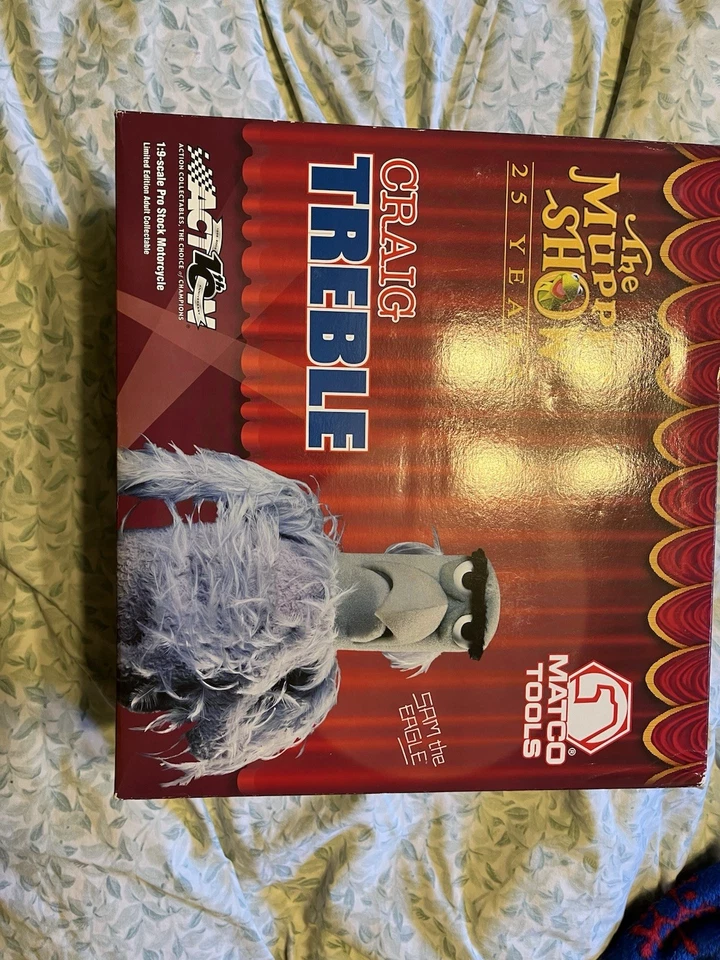 The
Muppet
SHOW
25 YEARS
MATCO®
TOOLS
CRAIG
TREBLE
SAM the
EAGLE
ACTION
10th
ACTION COLLECTABLES, THE CHOICE of CHAMPIONS
1:9-scale Pro Stock Motorcycle
Limited Edition Adult Collectable